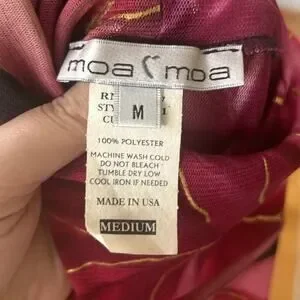 moa moa
M
100% POLYESTER
MACHINE WASH COLD
DO NOT BLEACH
TUMBLE DRY LOW
COOL IRON IF NEEDED
MADE IN USA
MEDIUM